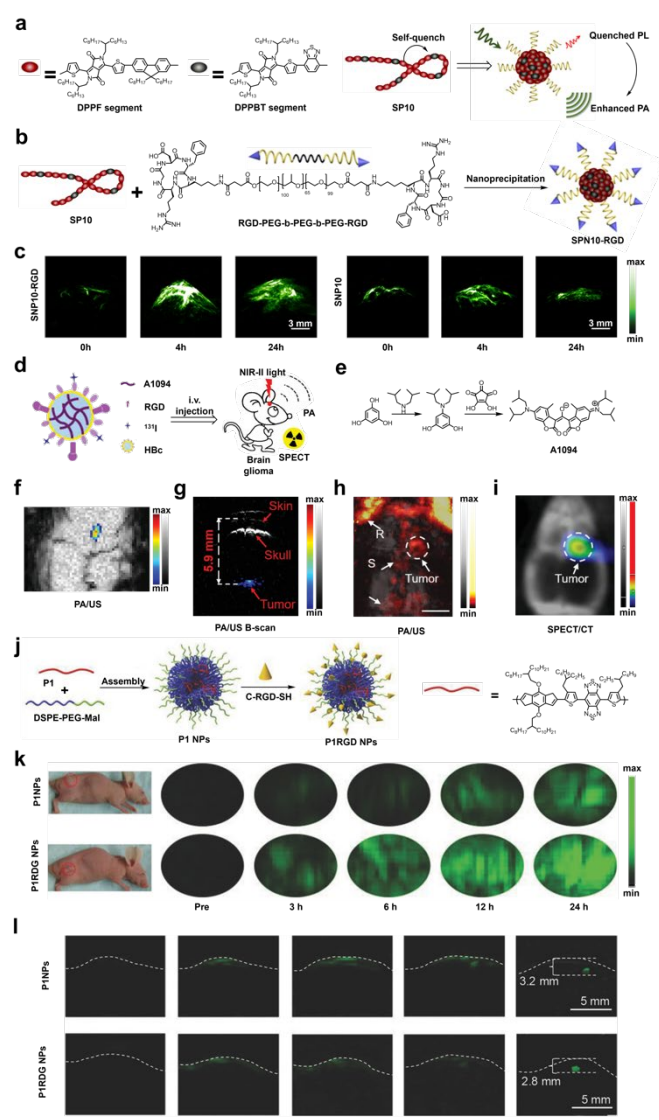 a
Self-quench
Quenched PL
Enhanced PA
DPPF segment
DPPBT segment
SP10
b
SP10
RGD-PEG-b-PEG-b-PEG-RGD
Nanoprecipitation
SPN10-RGD
c
SNP10-RGD
SNP10
max
min
3 mm
3 mm
0h
4h
24h
0h
4h
24h
d
A1094
RGD
131I
HBc
i.v.
injection
NIR-II light
PA
SPECT
Brain
glioma
e
A1094
f
max
min
PA/US
g
Skin
Skull
Tumor
5.9 mm
max
min
PA/US B-scan
h
R
S
Tumor
max
min
PA/US
i
Tumor
max
min
SPECT/CT
j
P1
+
DSPE-PEG-Mal
Assembly
P1 NPs
C-RGD-SH
P1RGD NPs
k
P1NPs
P1RDG NPs
Pre
3 h
6 h
12 h
24 h
max
min
l
P1NPs
3.2 mm
5 mm
P1RDG NPs
2.8 mm
5 mm